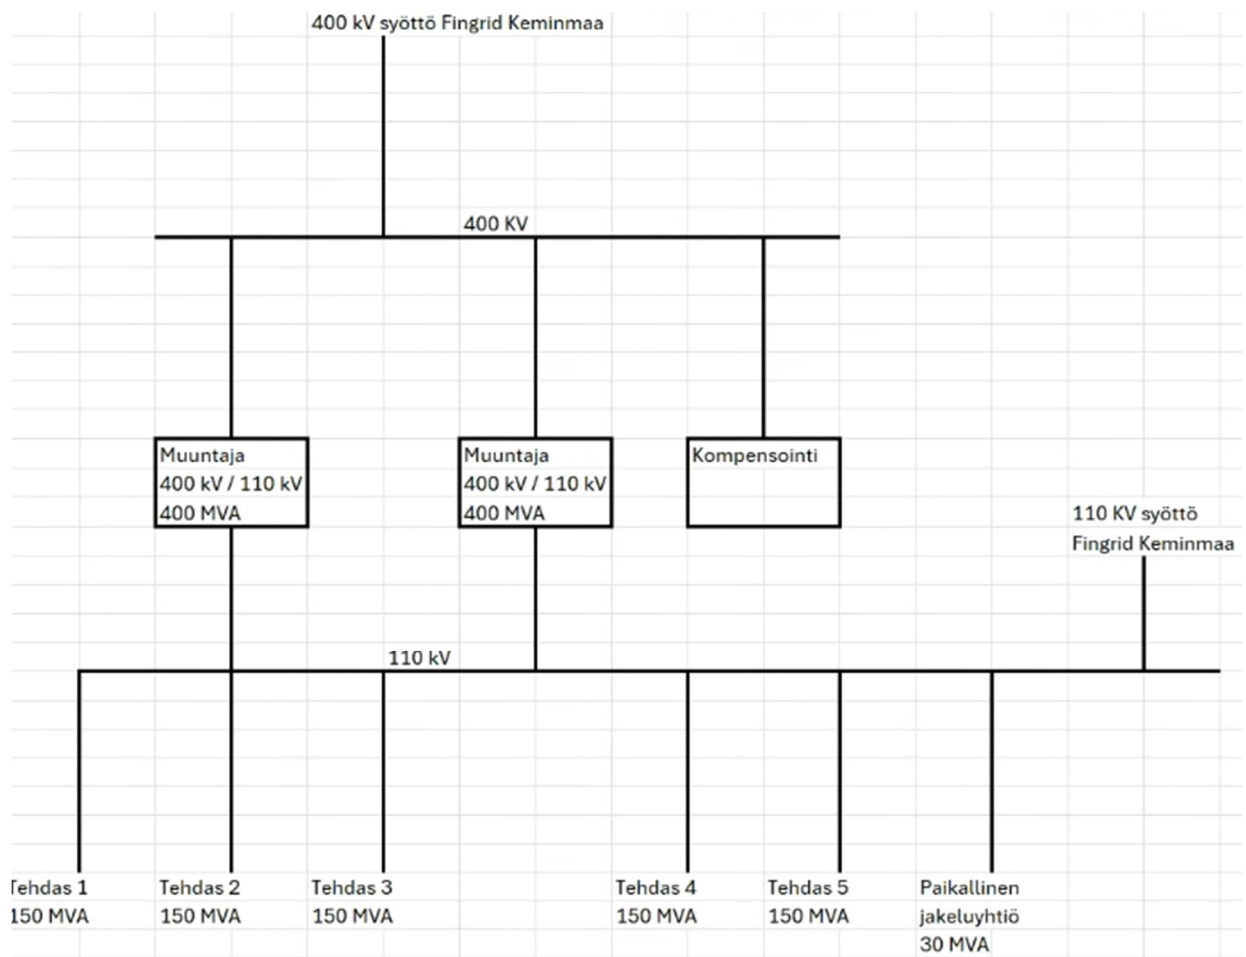 400 kV syöttö Fingrid Keminmaa
400 KV
Muuntaja
400 kV / 110 kV
400 MVA
Muuntaja
400 kV / 110 kV
400 MVA
Kompensointi
110 KV syöttö
Fingrid Keminmaa
110 kV
Tehdas 1
150 MVA
Tehdas 2
150 MVA
Tehdas 3
150 MVA
Tehdas 4
150 MVA
Tehdas 5
150 MVA
Paikallinen
jakeluyhtiö
30 MVA